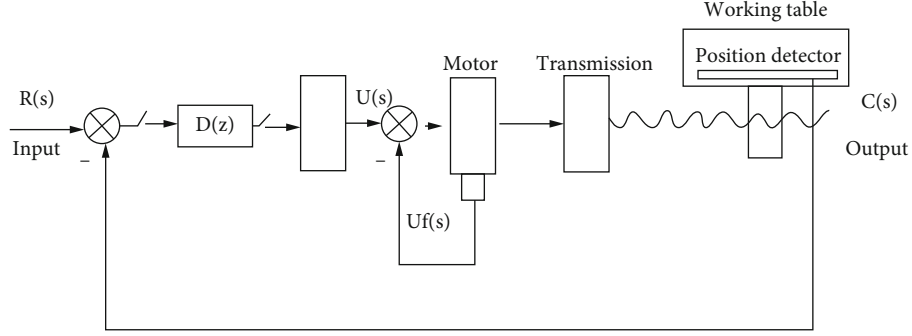 Working table
Position detector
Motor
Transmission
R(s)
Input
–
D(z)
U(s)
–
Uf(s)
C(s)
Output